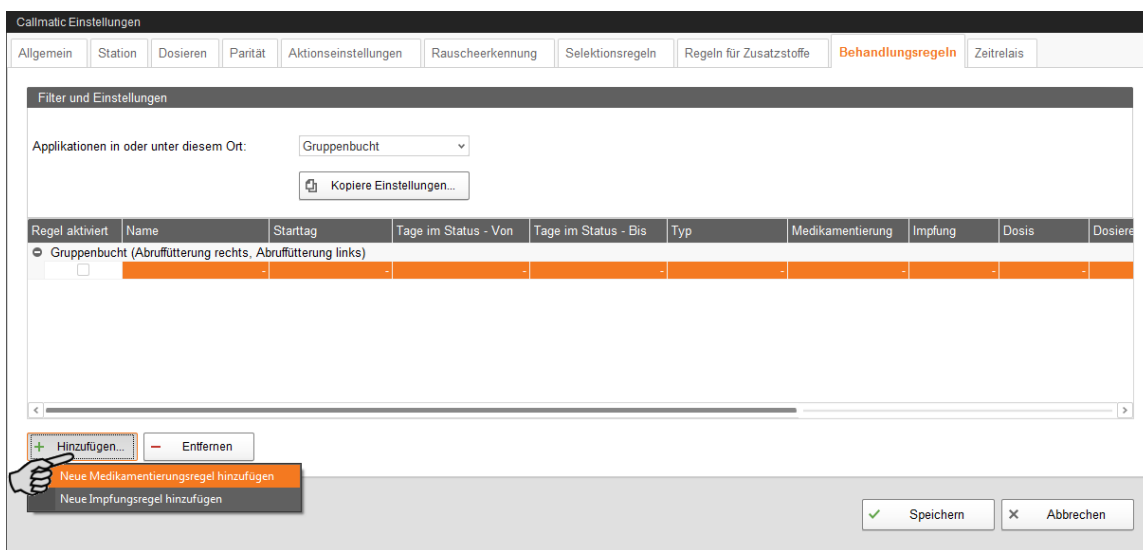 Callmatic Einstellungen
Allgemein Station Dosieren Parität Aktionseinstellungen Rauscheerkennung Selektionsregeln Regeln für Zusatzstoffe Behandlungsregeln Zeitrelais
Filter und Einstellungen
Applikationen in oder unter diesem Ort: Gruppenbucht
Kopiere Einstellungen...
Regel aktiviert Name Starttag Tage im Status - Von Tage im Status - Bis Typ Medikamentierung Impfung Dosis Dosiere
Gruppenbucht (Abruffütterung rechts, Abruffütterung links)
- - - - - - - -
Hinzufügen... Entfernen
Neue Medikamentierungsregel hinzufügen
Neue Impfungsregel hinzufügen
Speichern Abbrechen